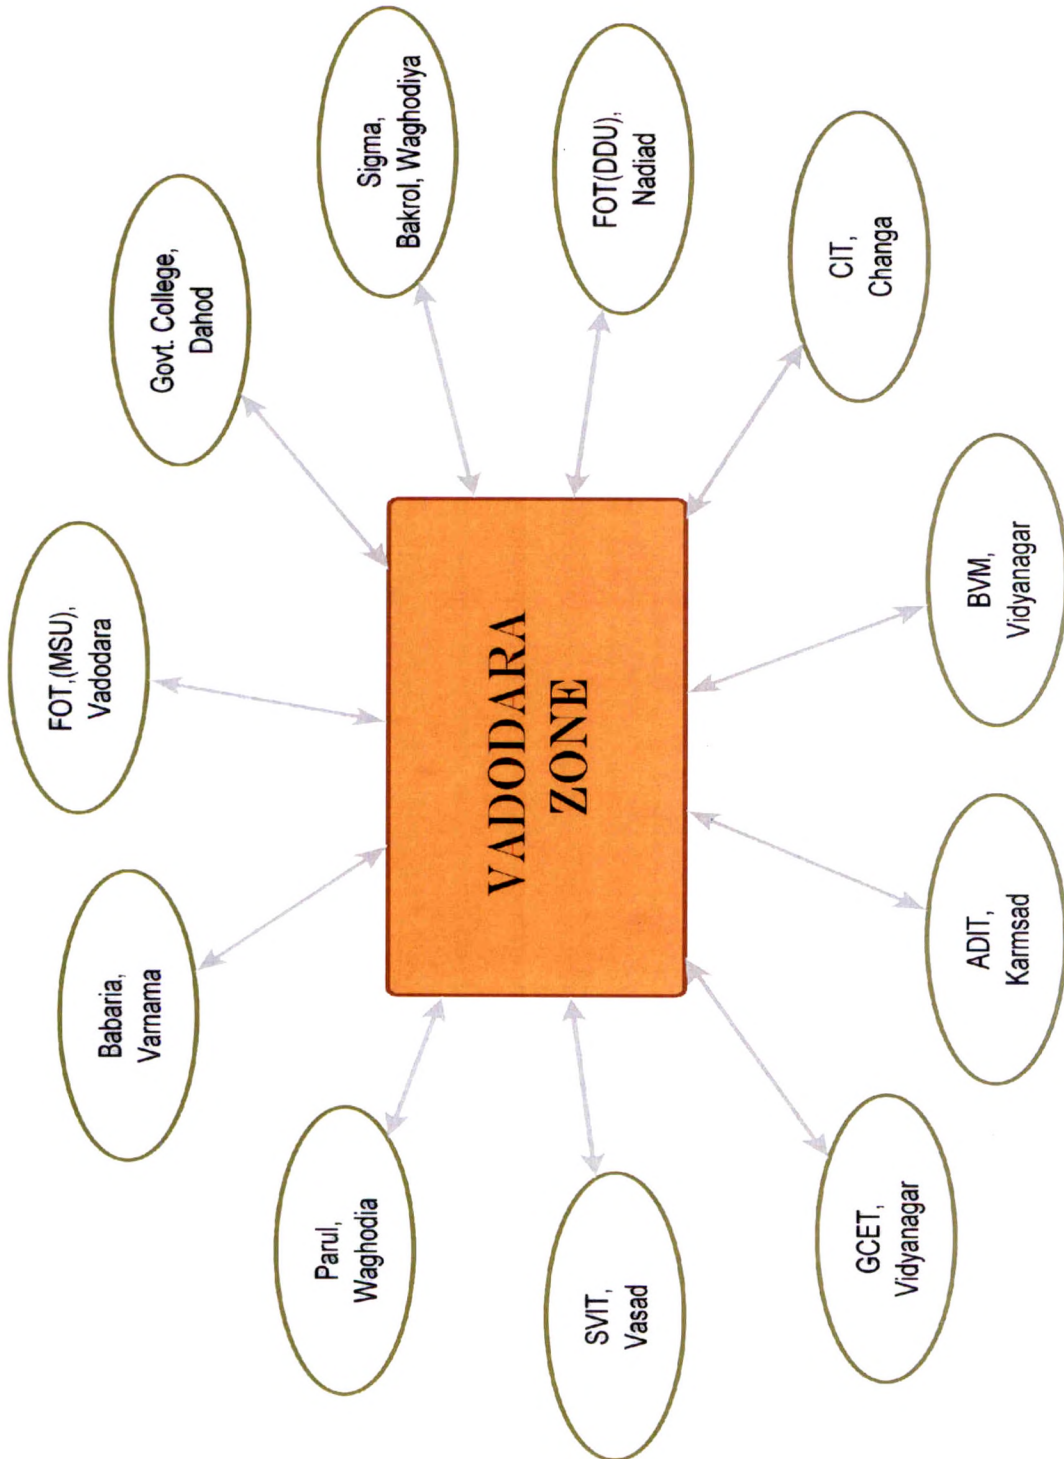 FOT,(MSU),
Vadodara
Babaria,
Varnama
Govt. College,
Dahod
Parul,
Waghodia
Sigma,
Bakrol, Waghodiya
VADODARA
ZONE
SVIT,
Vasad
FOT(DDU),
Nadiad
GCET,
Vidyanagar
CIT,
Changa
ADIT,
Karmsad
BVM,
Vidyanagar